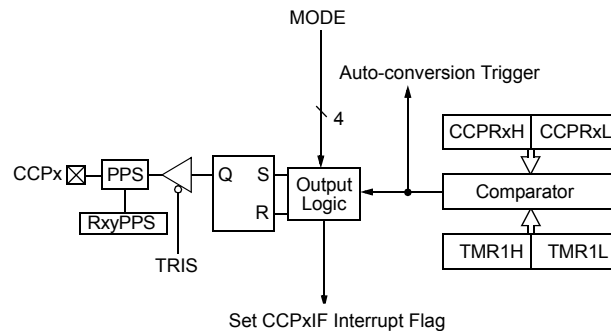 MODE
Auto-conversion Trigger
4
CCPRxH CCPRxL
CCPx
PPS
Q
S
Output
Logic
Comparator
R
RxyPPS
TRIS
TMR1H TMR1L
Set CCPxIF Interrupt Flag